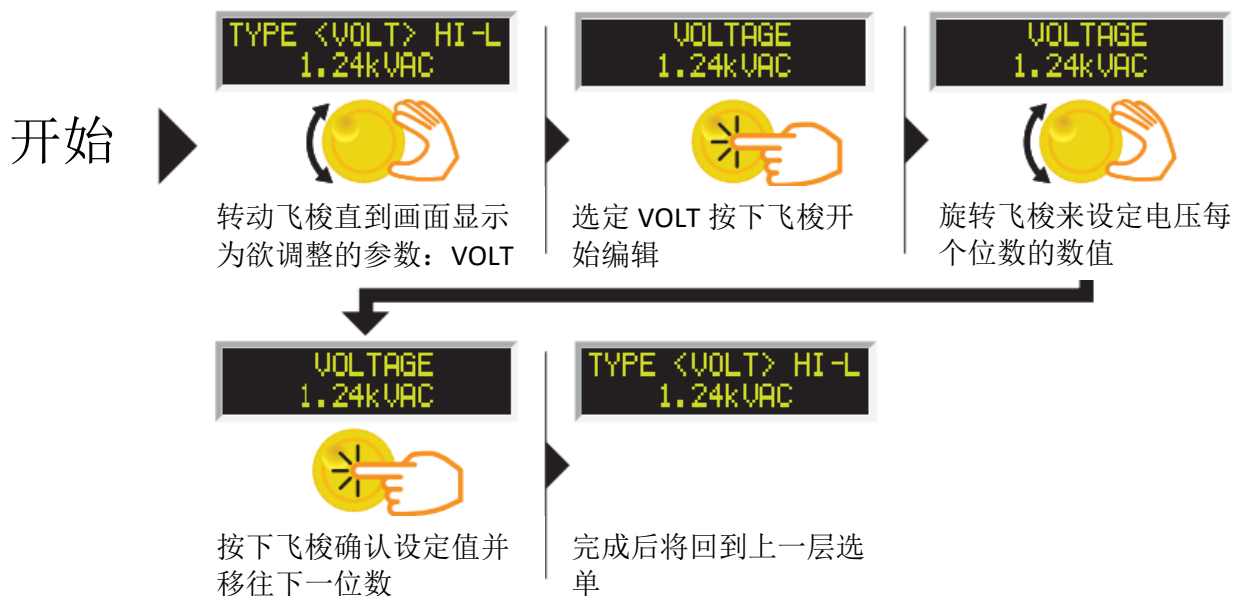 TYPE <VOLT> HI-L
1.24kVAC
VOLTAGE
1.24kVAC
VOLTAGE
1.24kVAC
开始
转动飞梭直到画面显示
为欲调整的参数：VOLT
选定 VOLT 按下飞梭开
始编辑
旋转飞梭来设定电压每
个位数的数值
VOLTAGE
1.24kVAC
TYPE <VOLT> HI-L
1.24kVAC
按下飞梭确认设定值并
移往下一位数
完成后将回到上一层选
单